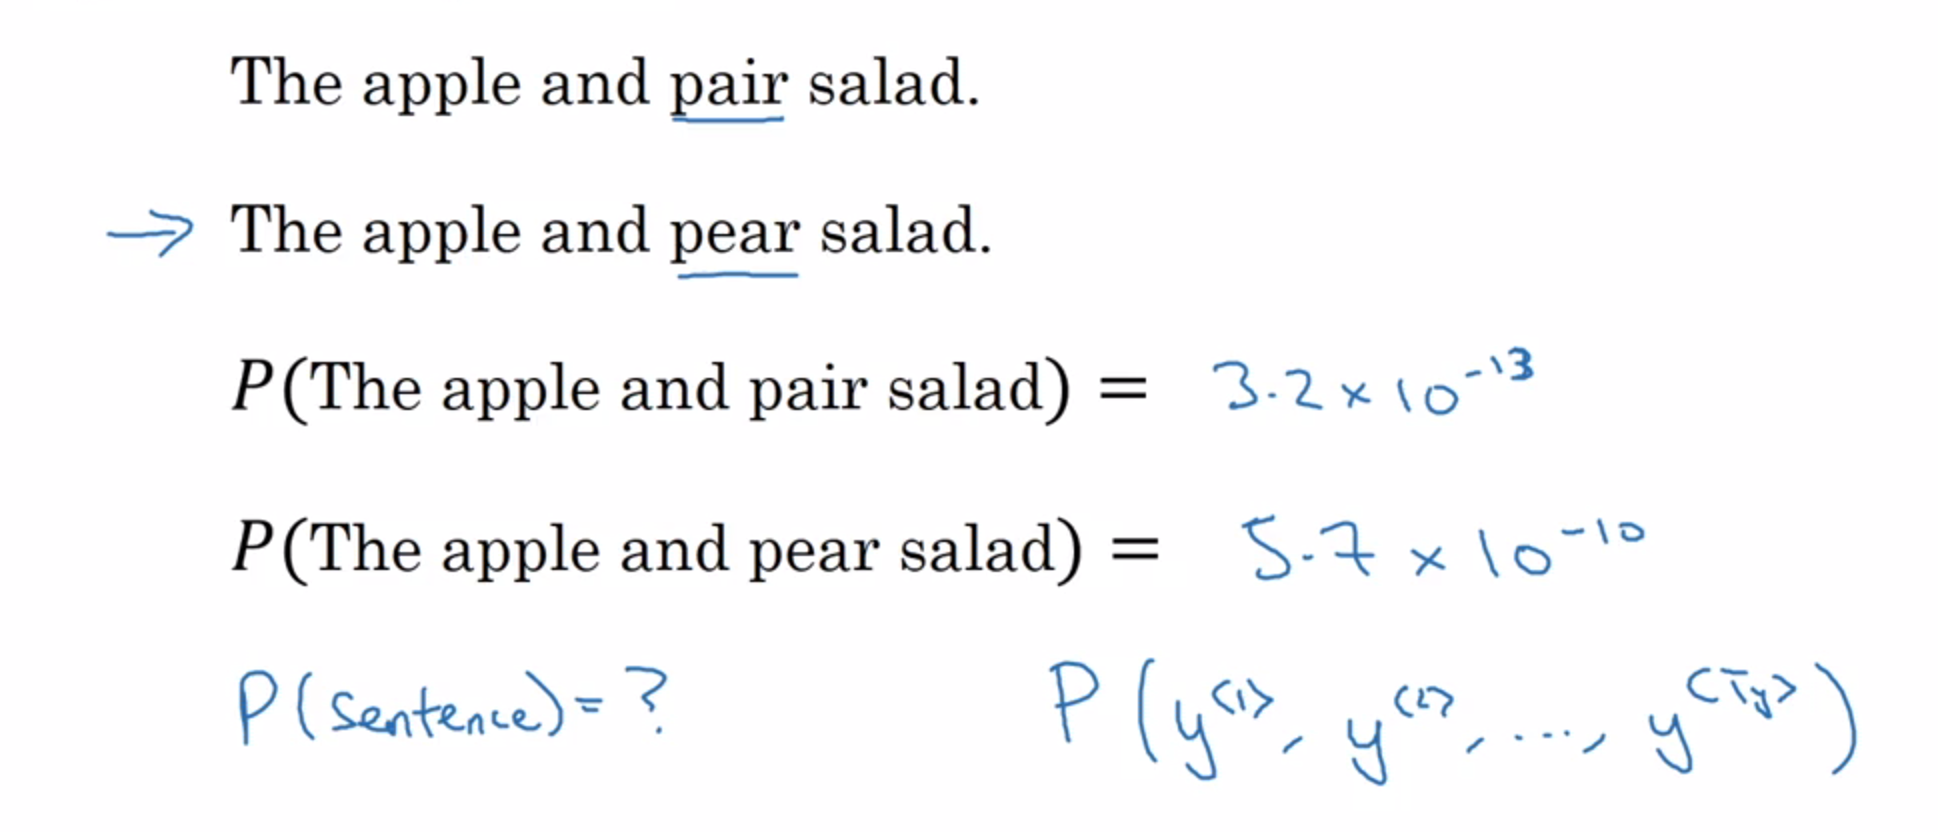 The apple and pair salad.
→ The apple and pear salad.
P(The apple and pair salad) = 3.2 × 10⁻¹³
P(The apple and pear salad) = 5.7 × 10⁻¹⁰
P(sentence) = ? P(y<1>, y<2>, ..., y<Ty>)